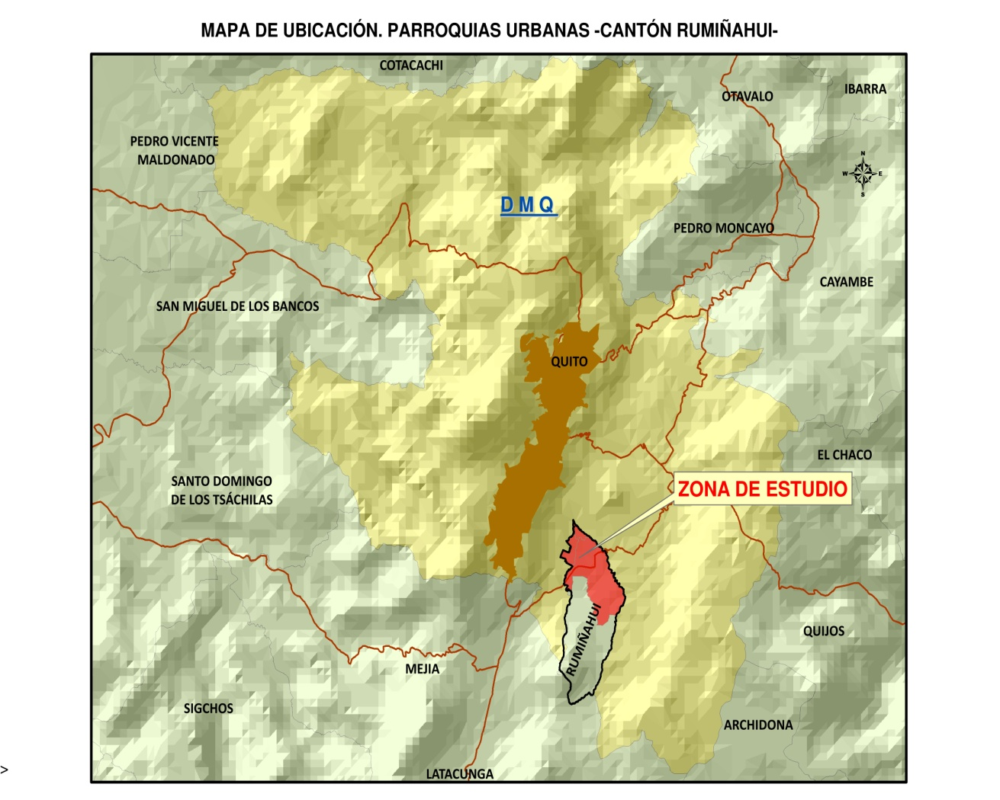 MAPA DE UBICACIÓN. PARROQUIAS URBANAS -CANTÓN RUMIÑAHUI-
COTACACHI
IBARRA
OTAVALO
PEDRO VICENTE
MALDONADO
N
W E
S
D M Q
PEDRO MONCAYO
CAYAMBE
SAN MIGUEL DE LOS BANCOS
QUITO
EL CHACO
SANTO DOMINGO
DE LOS TSÁCHILAS
ZONA DE ESTUDIO
RUMIÑAHUI
QUIJOS
MEJIA
SIGCHOS
ARCHIDONA
>
LATACUNGA